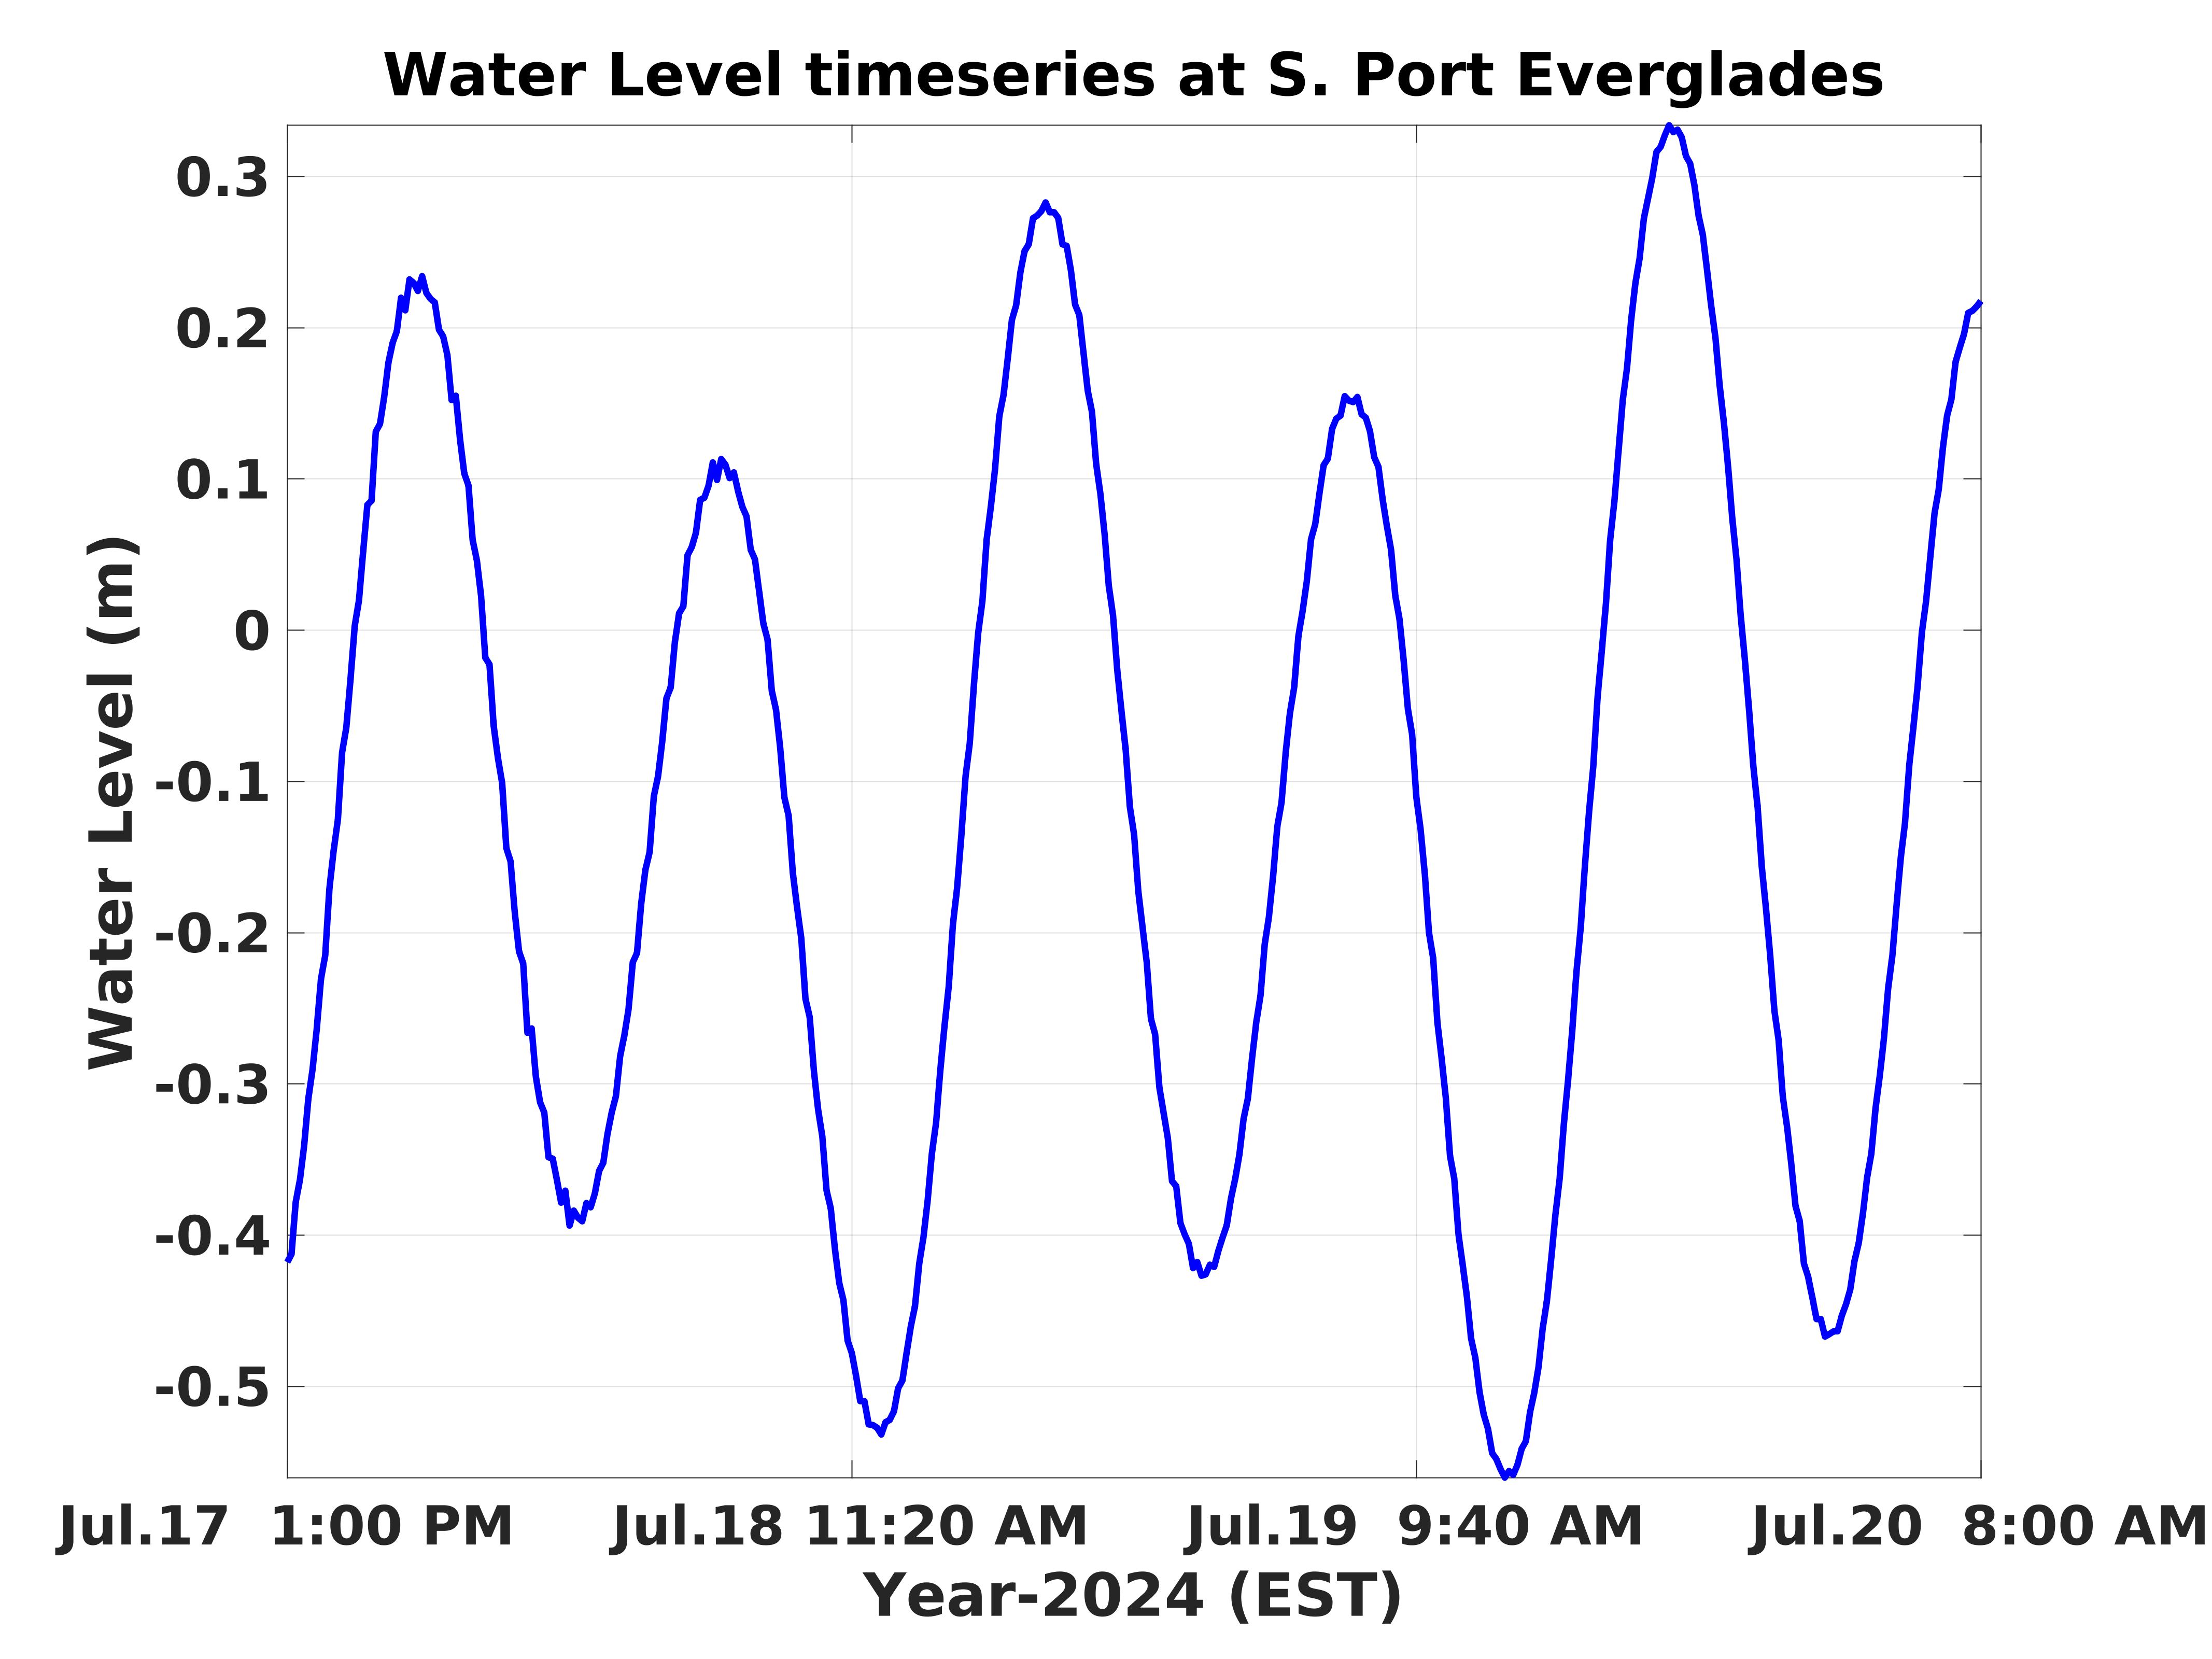 Water Level timeseries at S. Port Everglades
Water Level (m)
0.3
0.2
0.1
0
-0.1
-0.2
-0.3
-0.4
-0.5
Jul.17 1:00 PM Jul.18 11:20 AM Jul.19 9:40 AM Jul.20 8:00 AM
Year-2024 (EST)